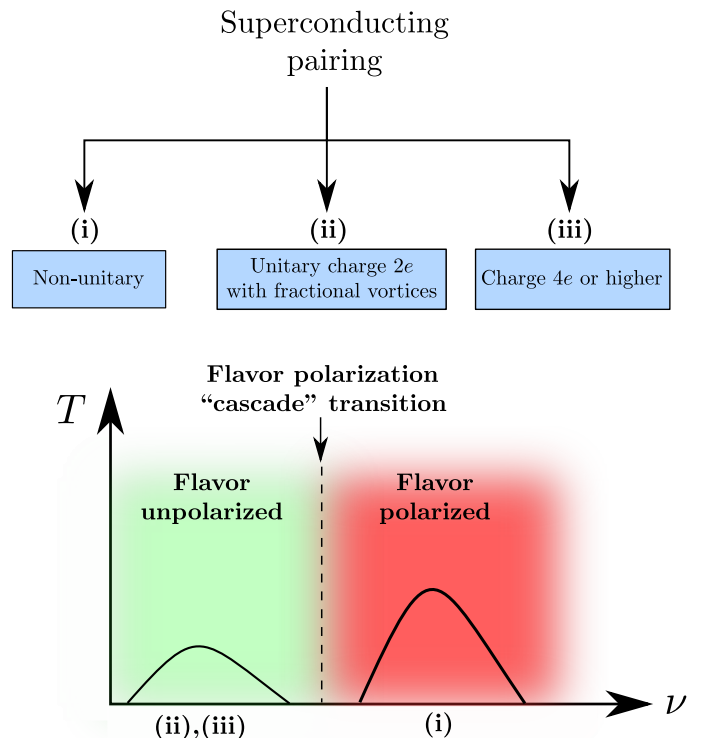 Superconducting
pairing
(i)
(ii)
(iii)
Non-unitary
Unitary charge 2e
with fractional vortices
Charge 4e or higher
Flavor polarization
“cascade” transition
T
Flavor
unpolarized
Flavor
polarized
ν
(ii),(iii)
(i)